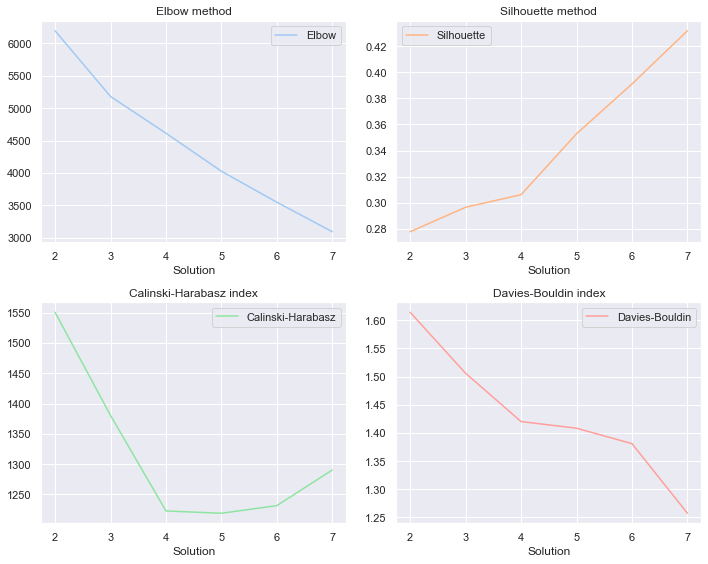 Elbow method
Elbow
6000
5500
5000
4500
4000
3500
3000
2 3 4 5 6 7
Solution
Silhouette method
Silhouette
0.42
0.40
0.38
0.36
0.34
0.32
0.30
0.28
2 3 4 5 6 7
Solution
Calinski-Harabasz index
Calinski-Harabasz
1550
1500
1450
1400
1350
1300
1250
2 3 4 5 6 7
Solution
Davies-Bouldin index
Davies-Bouldin
1.60
1.55
1.50
1.45
1.40
1.35
1.30
1.25
2 3 4 5 6 7
Solution